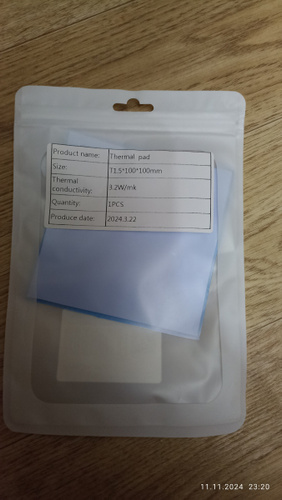 Product name: Thermal pad
Size: T1.5*100*100mm
Thermal conductivity: 3.2W/mk
Quantity: 1PCS
Produce date: 2024.3.22
11.11.2024 23:20